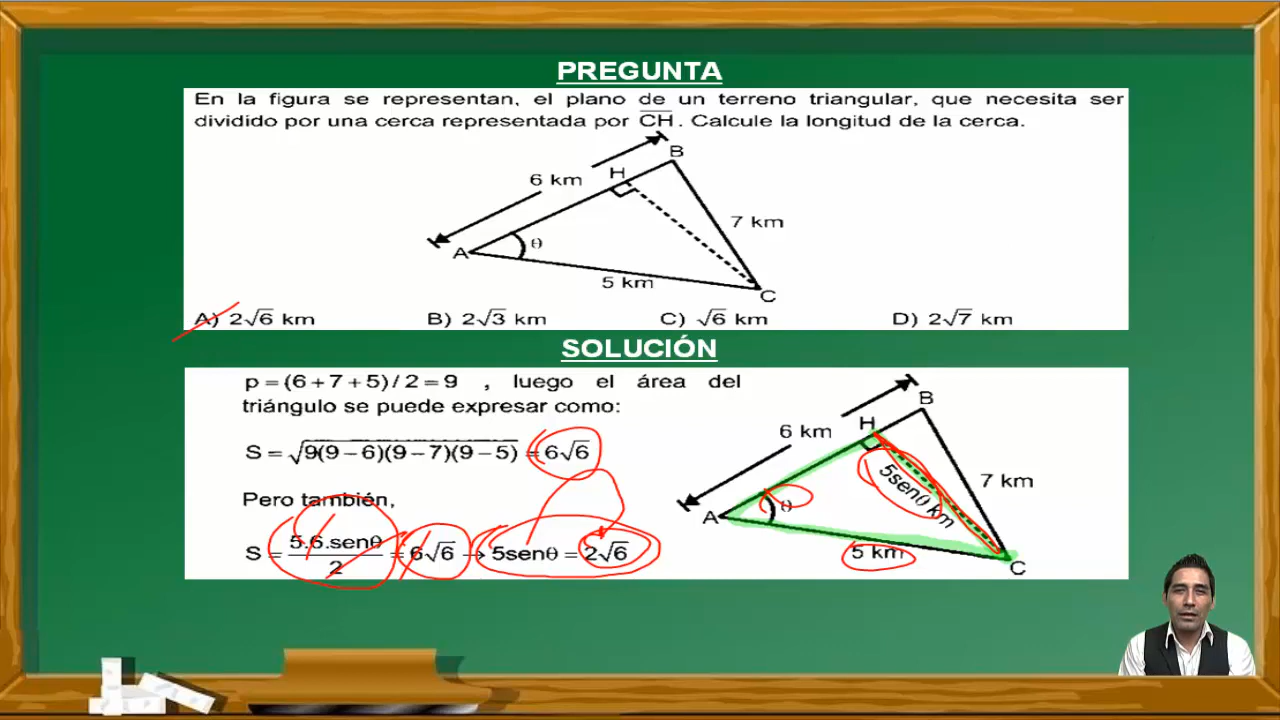 PREGUNTA
En la figura se representan, el plano de un terreno triangular, que necesita ser
dividido por una cerca representada por CH. Calcule la longitud de la cerca.
B
H
6 km
7 km
θ
A
5 km
C
A) 2√6 km B) 2√3 km C) √6 km D) 2√7 km
SOLUCIÓN
p = (6 + 7 + 5) / 2 = 9 , luego el área del
triángulo se puede expresar como:
S = √9(9 − 6)(9 − 7)(9 − 5) = 6√6
Pero también,
S = 5.6.senθ / 2 = 6√6 → 5senθ = 2√6
B
H
6 km
7 km
5senθ km
θ
A
5 km
C